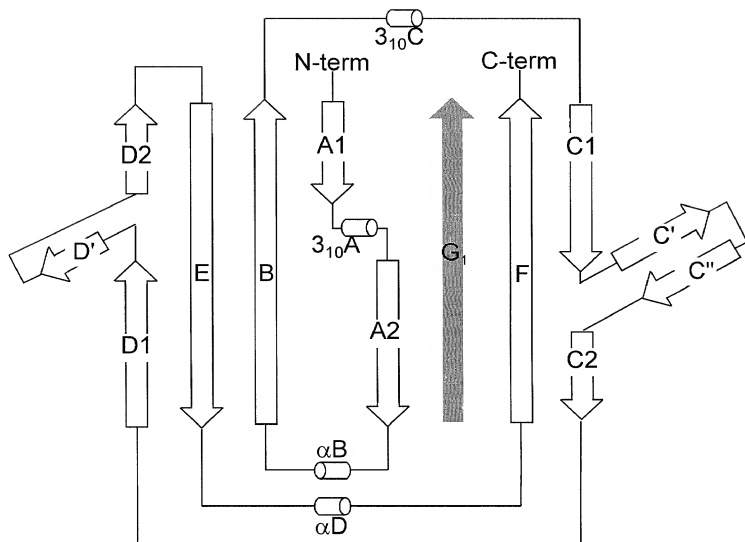 3₁₀C
N-term
C-term
D2
A1
C1
3₁₀A
D'
C'
C"
E
B
G₁
F
D1
A2
C2
αB
αD